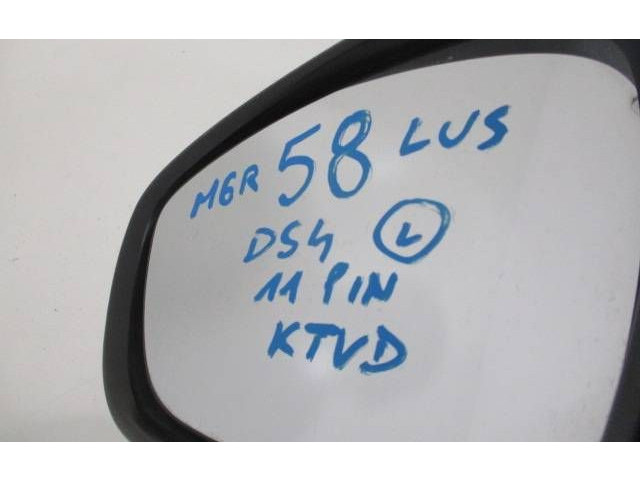 MGR 58 LUS
DS4 L
11 PIN
KTVD